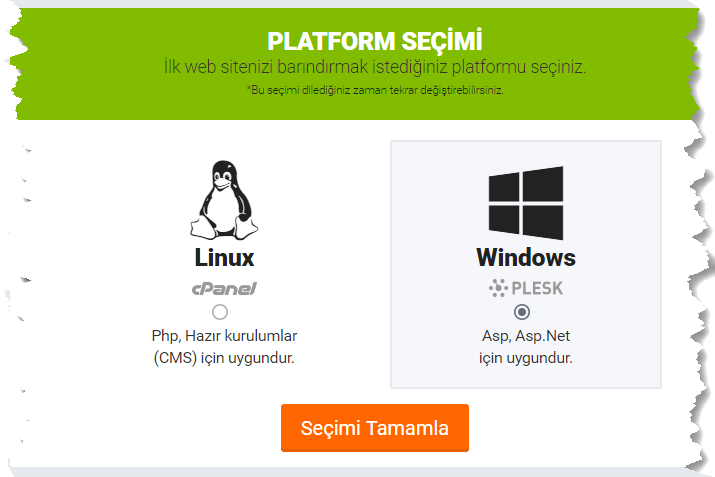 PLATFORM SEÇİMİ
İlk web sitenizi barındırmak istediğiniz platformu seçiniz.
*Bu seçimi dilediğiniz zaman tekrar değiştirebilirsiniz.
Linux
cPanel
Php, Hazır kurulumlar
(CMS) için uygundur.
Windows
PLESK
Asp, Asp.Net
için uygundur.
Seçimi Tamamla